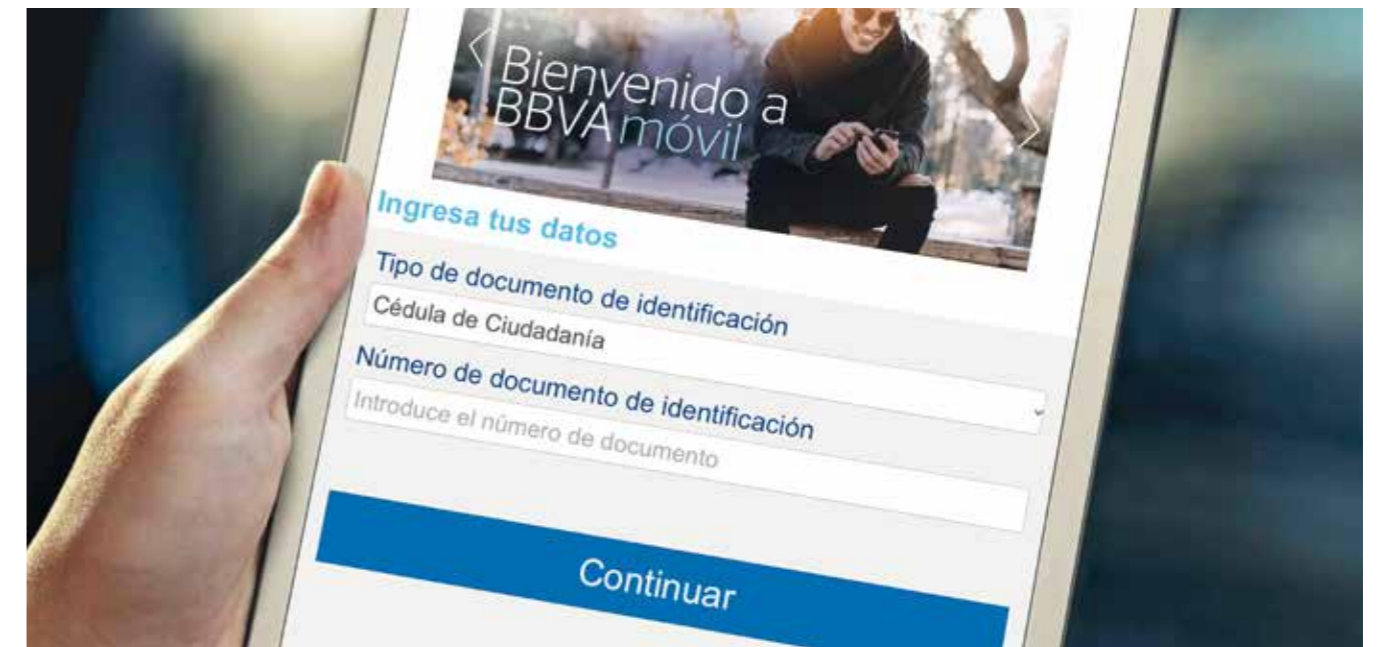 Bienvenido a
BBVA móvil
Ingresa tus datos
Tipo de documento de identificación
Cédula de Ciudadanía
Número de documento de identificación
Introduce el número de documento
Continuar